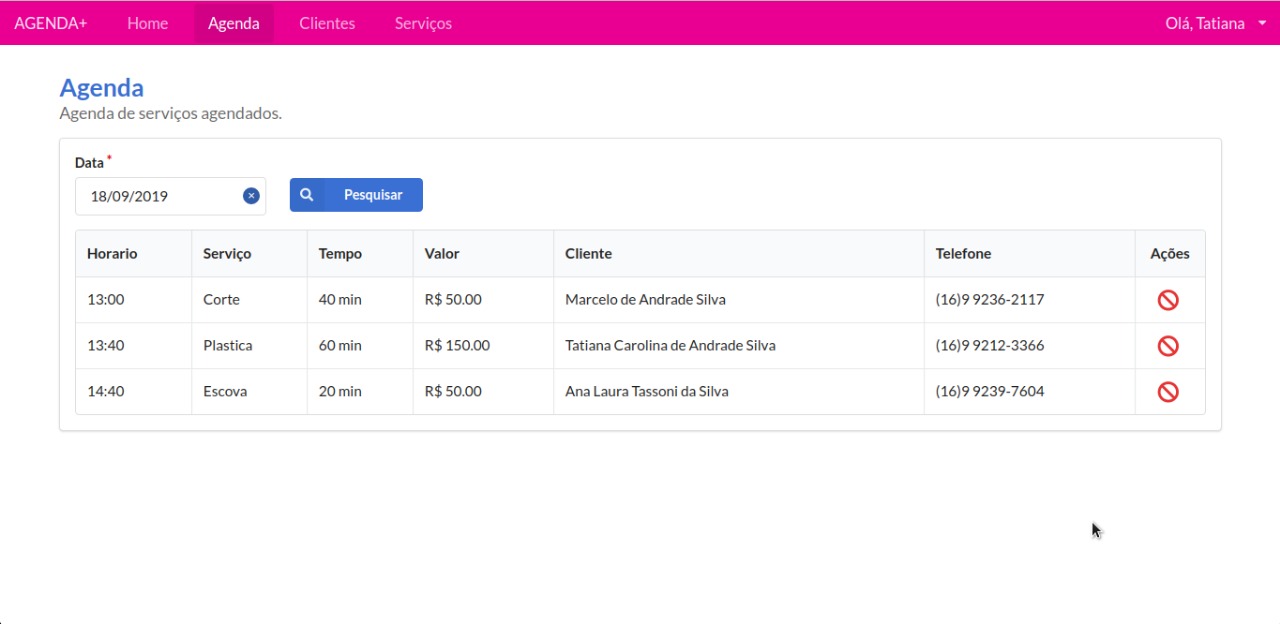 AGENDA+ Home Agenda Clientes Serviços Olá, Tatiana
Agenda
Agenda de serviços agendados.
Data *
18/09/2019 Pesquisar
Horario Serviço Tempo Valor Cliente Telefone Ações
13:00 Corte 40 min R$ 50.00 Marcelo de Andrade Silva (16)9 9236-2117
13:40 Plastica 60 min R$ 150.00 Tatiana Carolina de Andrade Silva (16)9 9212-3366
14:40 Escova 20 min R$ 50.00 Ana Laura Tassoni da Silva (16)9 9239-7604